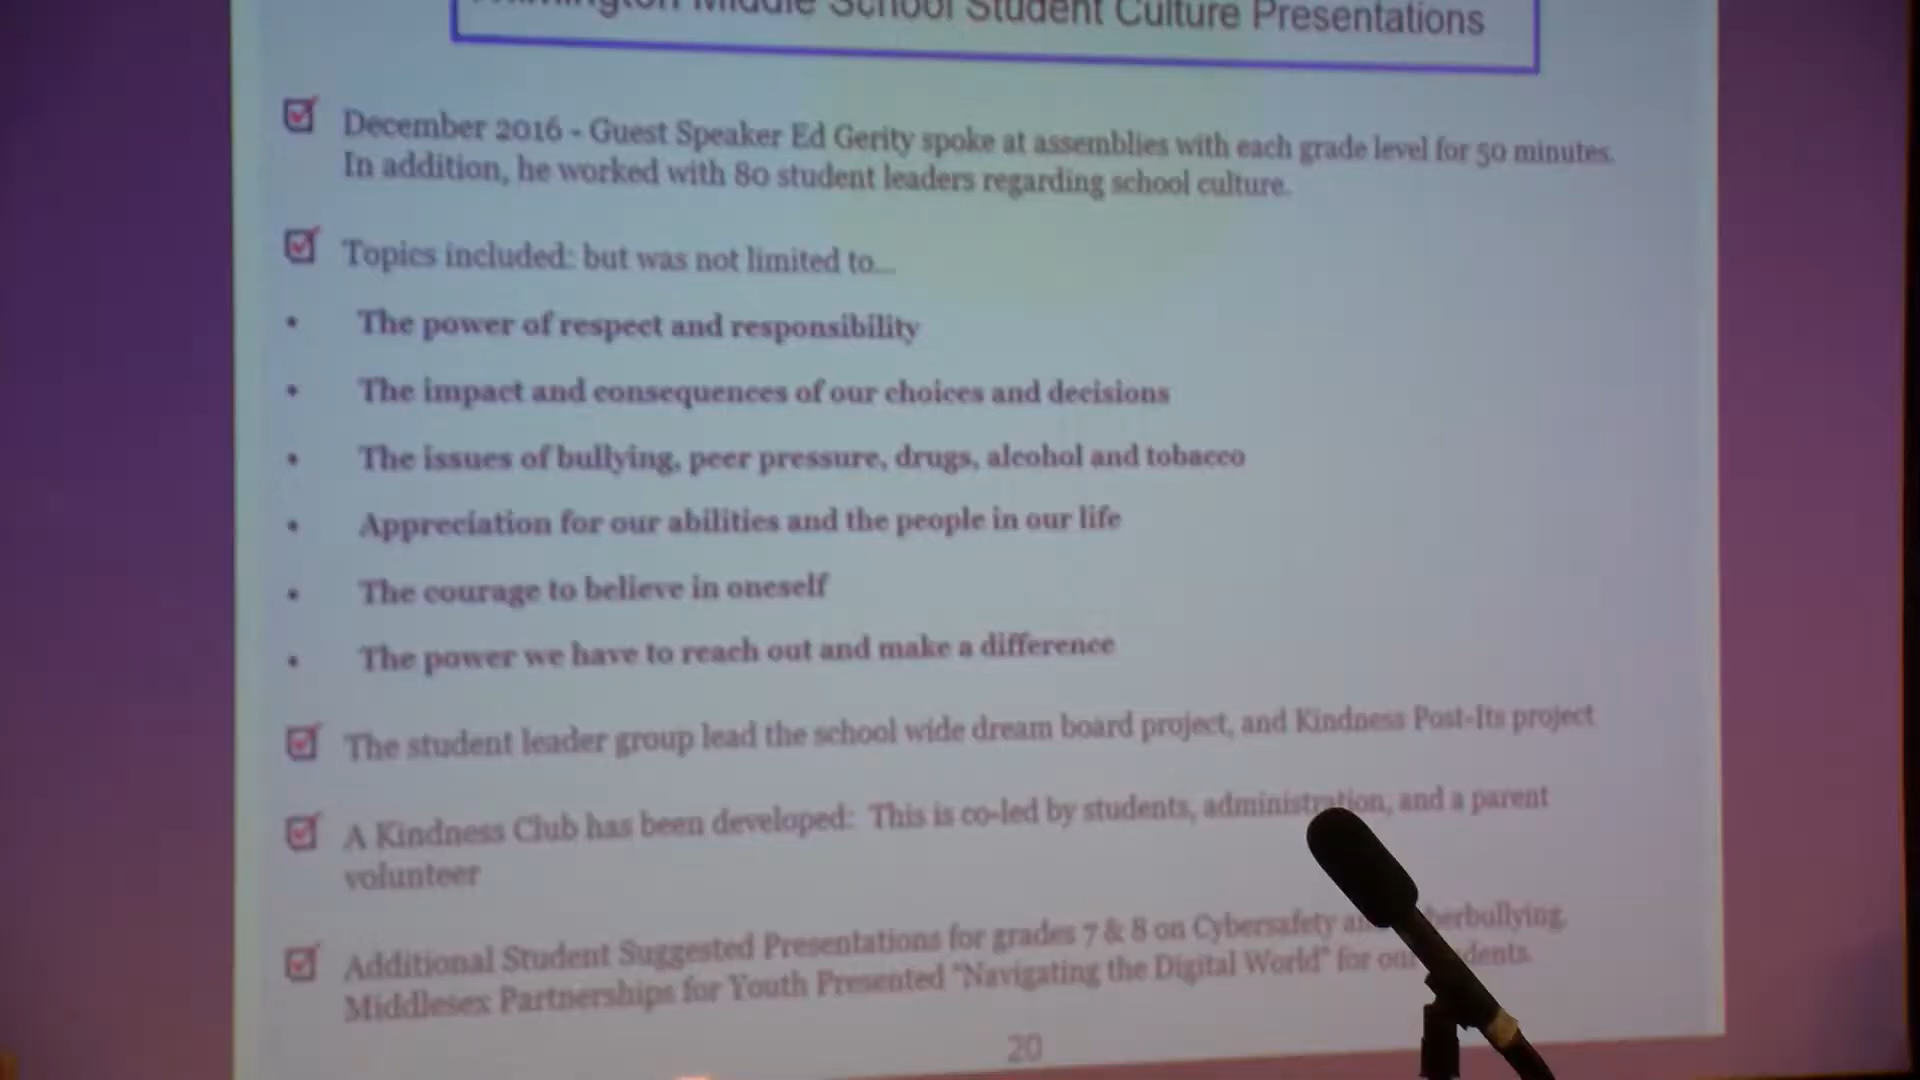 Middle School Student Culture Presentations
December 2016 - Guest Speaker Ed Gerity spoke at assemblies with each grade level for 50 minutes.
In addition, he worked with 80 student leaders regarding school culture.
Topics included: but was not limited to...
• The power of respect and responsibility
• The impact and consequences of our choices and decisions
• The issues of bullying, peer pressure, drugs, alcohol and tobacco
• Appreciation for our abilities and the people in our life
• The courage to believe in oneself
• The power we have to reach out and make a difference
The student leader group lead the school wide dream board project, and Kindness Post-Its project
A Kindness Club has been developed: This is co-led by students, administration, and a parent
volunteer
Additional Student Suggested Presentations for grades 7 & 8 on Cybersafety
Middlesex Partnerships for Youth Presented "Navigating the Digital World" for
20